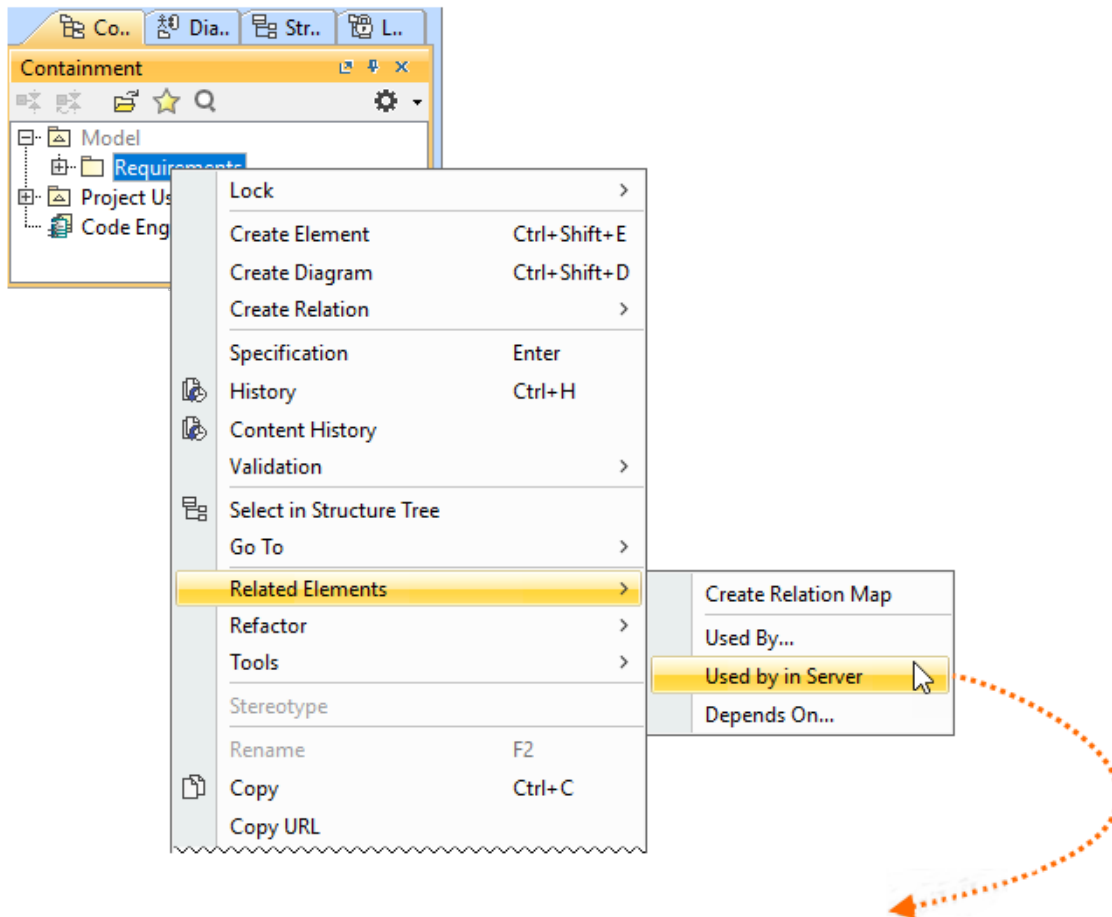 Co.. Dia.. Str.. L..
Containment
Model
Requirements
Project Us
Code Eng
Lock
Create Element Ctrl+Shift+E
Create Diagram Ctrl+Shift+D
Create Relation
Specification Enter
History Ctrl+H
Content History
Validation
Select in Structure Tree
Go To
Related Elements
Refactor
Tools
Stereotype
Rename F2
Copy Ctrl+C
Copy URL
Create Relation Map
Used By...
Used by in Server
Depends On...